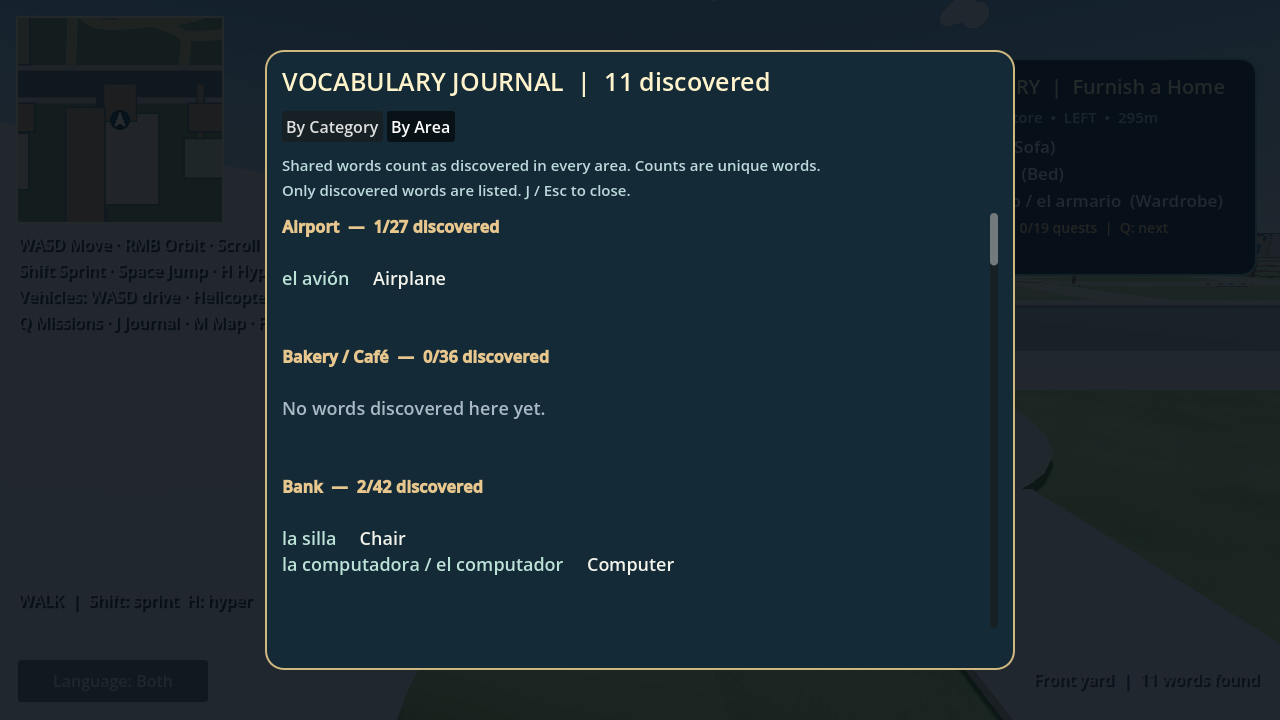 VOCABULARY JOURNAL | 11 discovered
By Category By Area
Shared words count as discovered in every area. Counts are unique words.
Only discovered words are listed. J / Esc to close.
Airport — 1/27 discovered
el avión Airplane
Bakery / Café — 0/36 discovered
No words discovered here yet.
Bank — 2/42 discovered
la silla Chair
la computadora / el computador Computer
WASD Move · RMB Orbit · Scroll
Shift Sprint · Space Jump · H Hyp
Vehicles: WASD drive · Helicopte
Q Missions · J Journal · M Map ·
WALK | Shift: sprint H: hyper
Language: Both
RY | Furnish a Home
ore • LEFT • 295m
Sofa)
(Bed)
/ el armario (Wardrobe)
0/19 quests | Q: next
Front yard | 11 words found